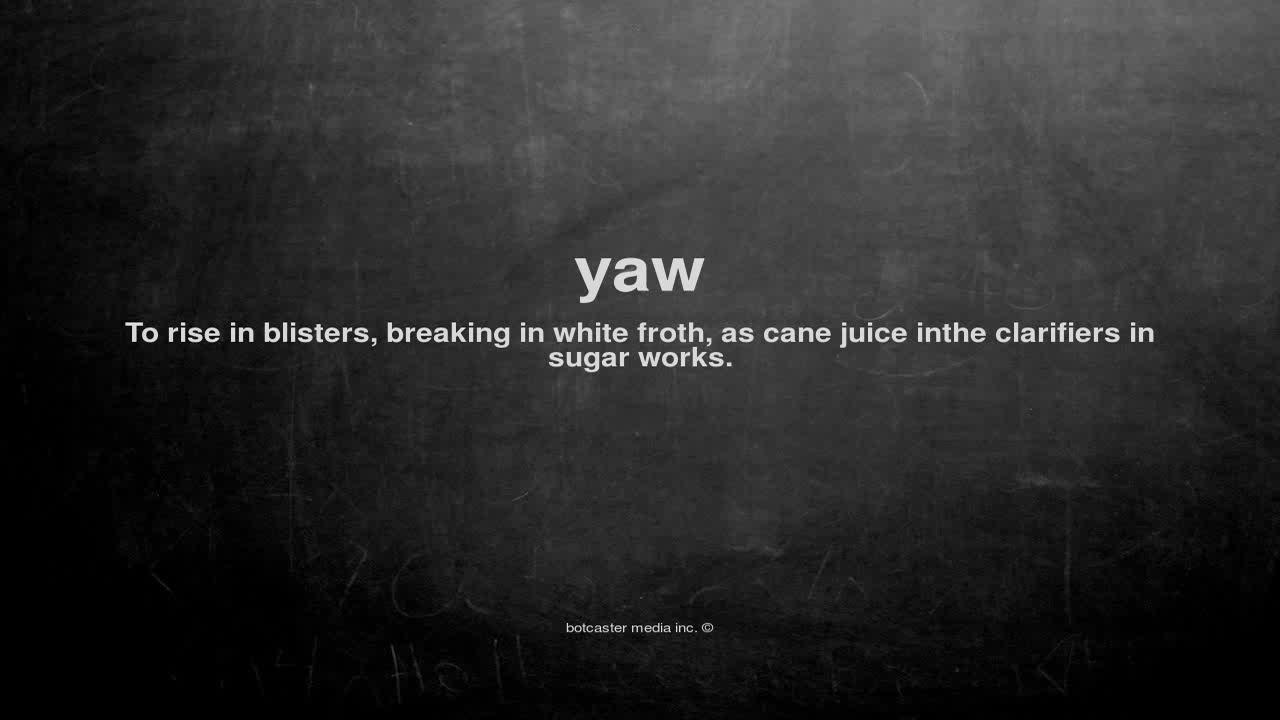 yaw
To rise in blisters, breaking in white froth, as cane juice inthe clarifiers in
sugar works.
botcaster media inc. ©